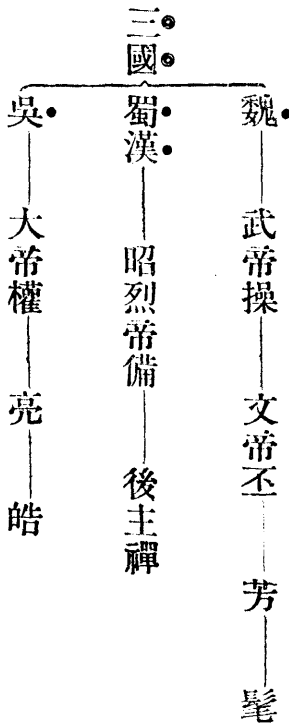 三國
魏 武帝操 文帝丕 芳 髦
蜀漢 昭烈帝備 後主禪
吳 大帝權 亮 皓